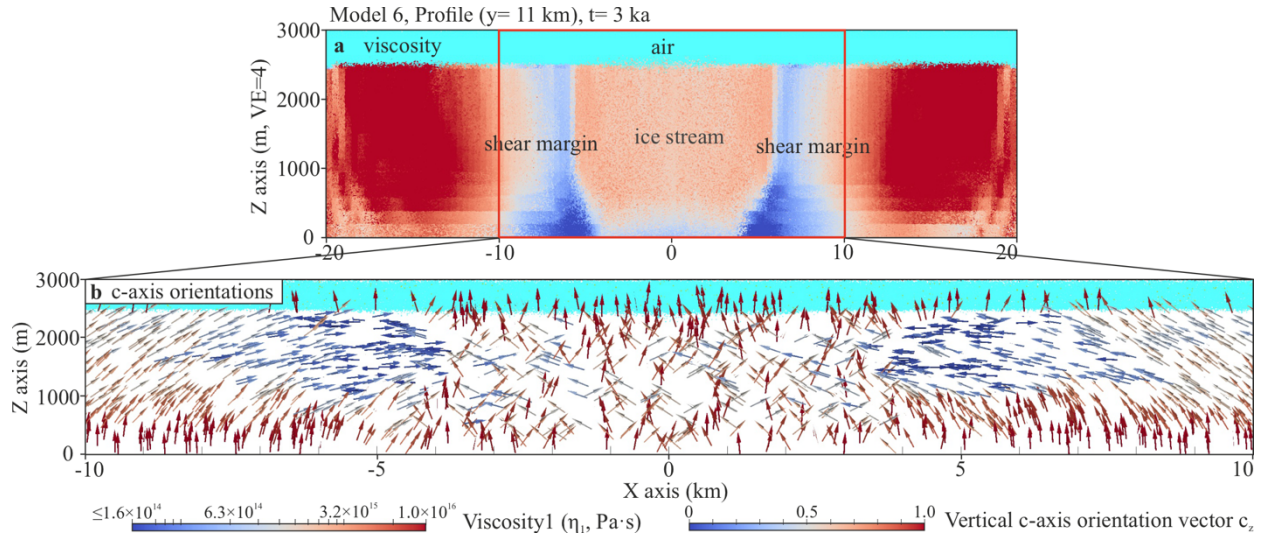 Model 6, Profile (y= 11 km), t= 3 ka
3000
a viscosity
air
2000
Z axis (m, VE=4)
shear margin
ice stream
shear margin
1000
0
-20
-10
0
10
20
3000
b c-axis orientations
2000
Z axis (m)
1000
0
-10
-5
0
5
10
X axis (km)
≤1.6×10¹⁴
6.3×10¹⁴
3.2×10¹⁵
1.0×10¹⁶
Viscosity1 (η₁, Pa·s)
0
0.5
1.0
Vertical c-axis orientation vector c_z